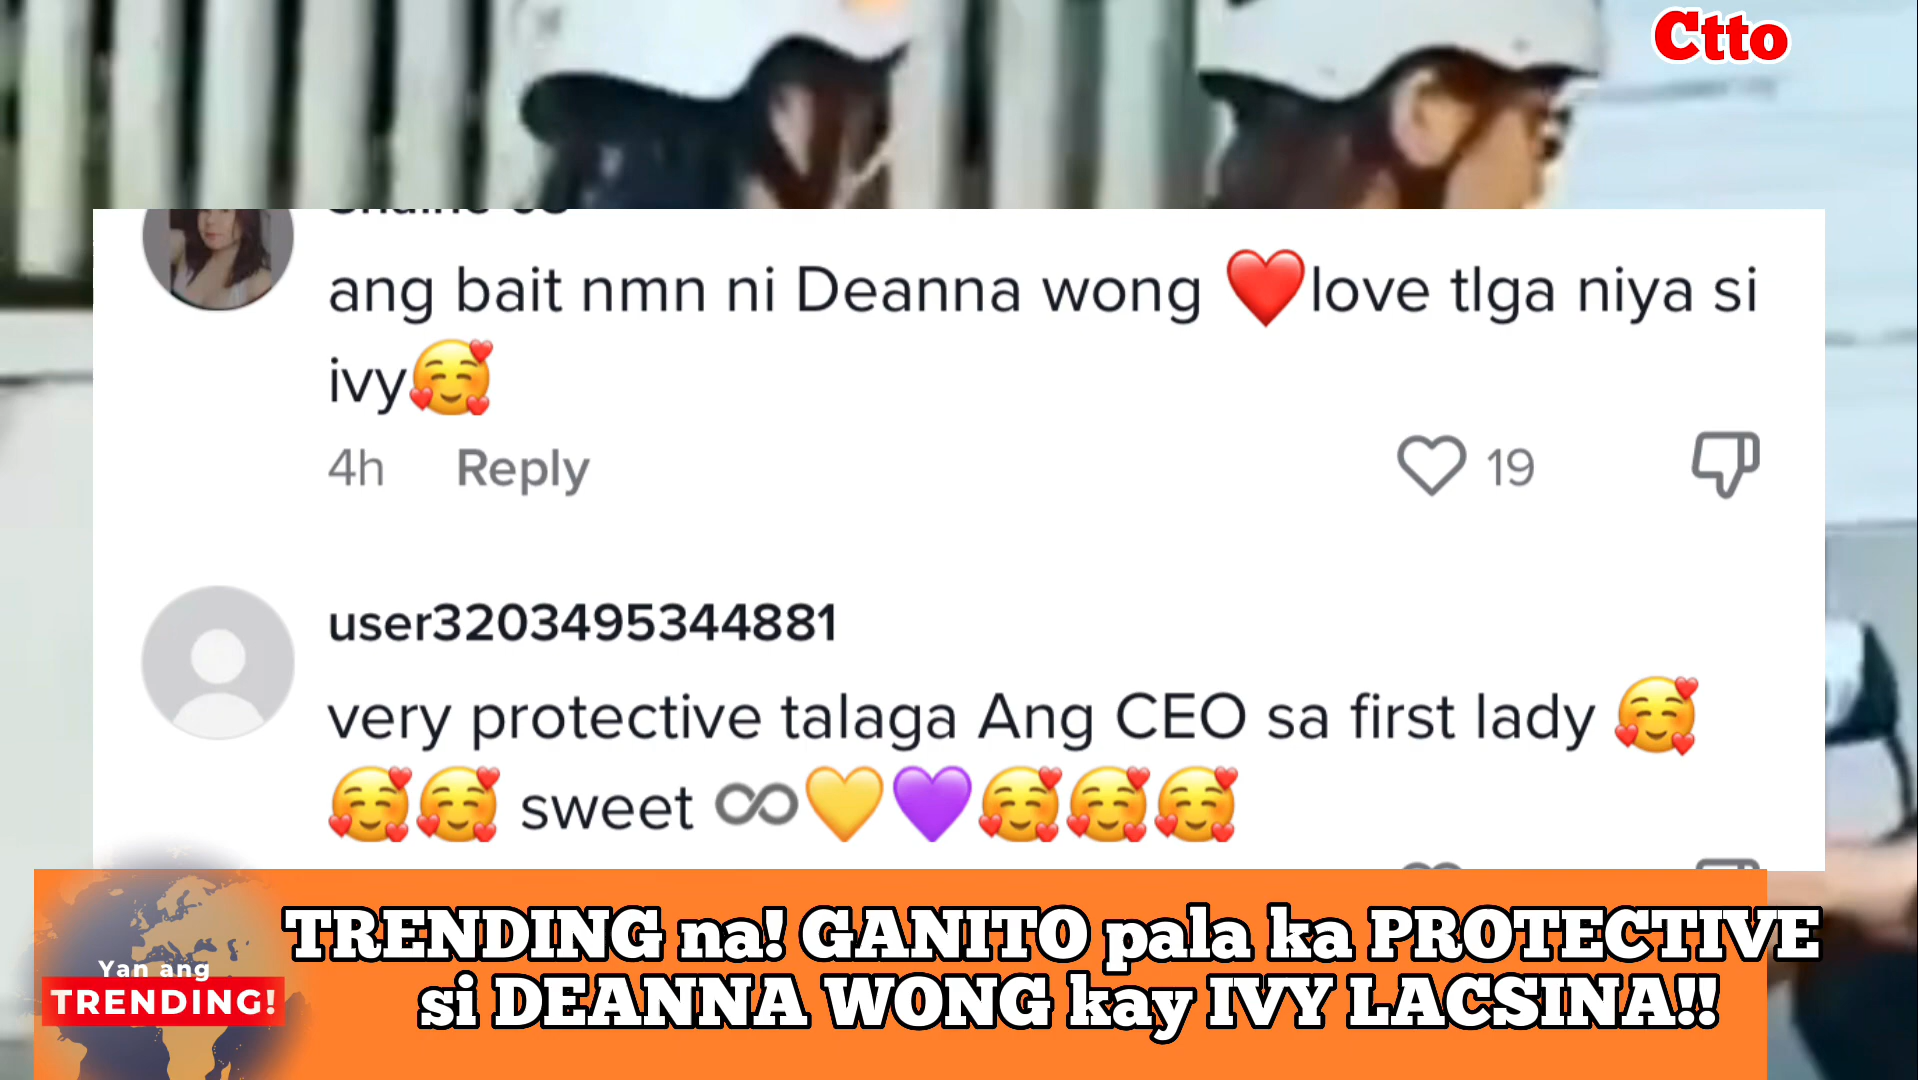 Ctto
ang bait nmn ni Deanna wong ❤️love tlga niya si
ivy🥰
4h Reply 19
user3203495344881
very protective talaga Ang CEO sa first lady 🥰
🥰🥰 sweet ♾💛💜🥰🥰🥰
Yan ang
TRENDING!
TRENDING na! GANITO pala ka PROTECTIVE
si DEANNA WONG kay IVY LACSINA!!